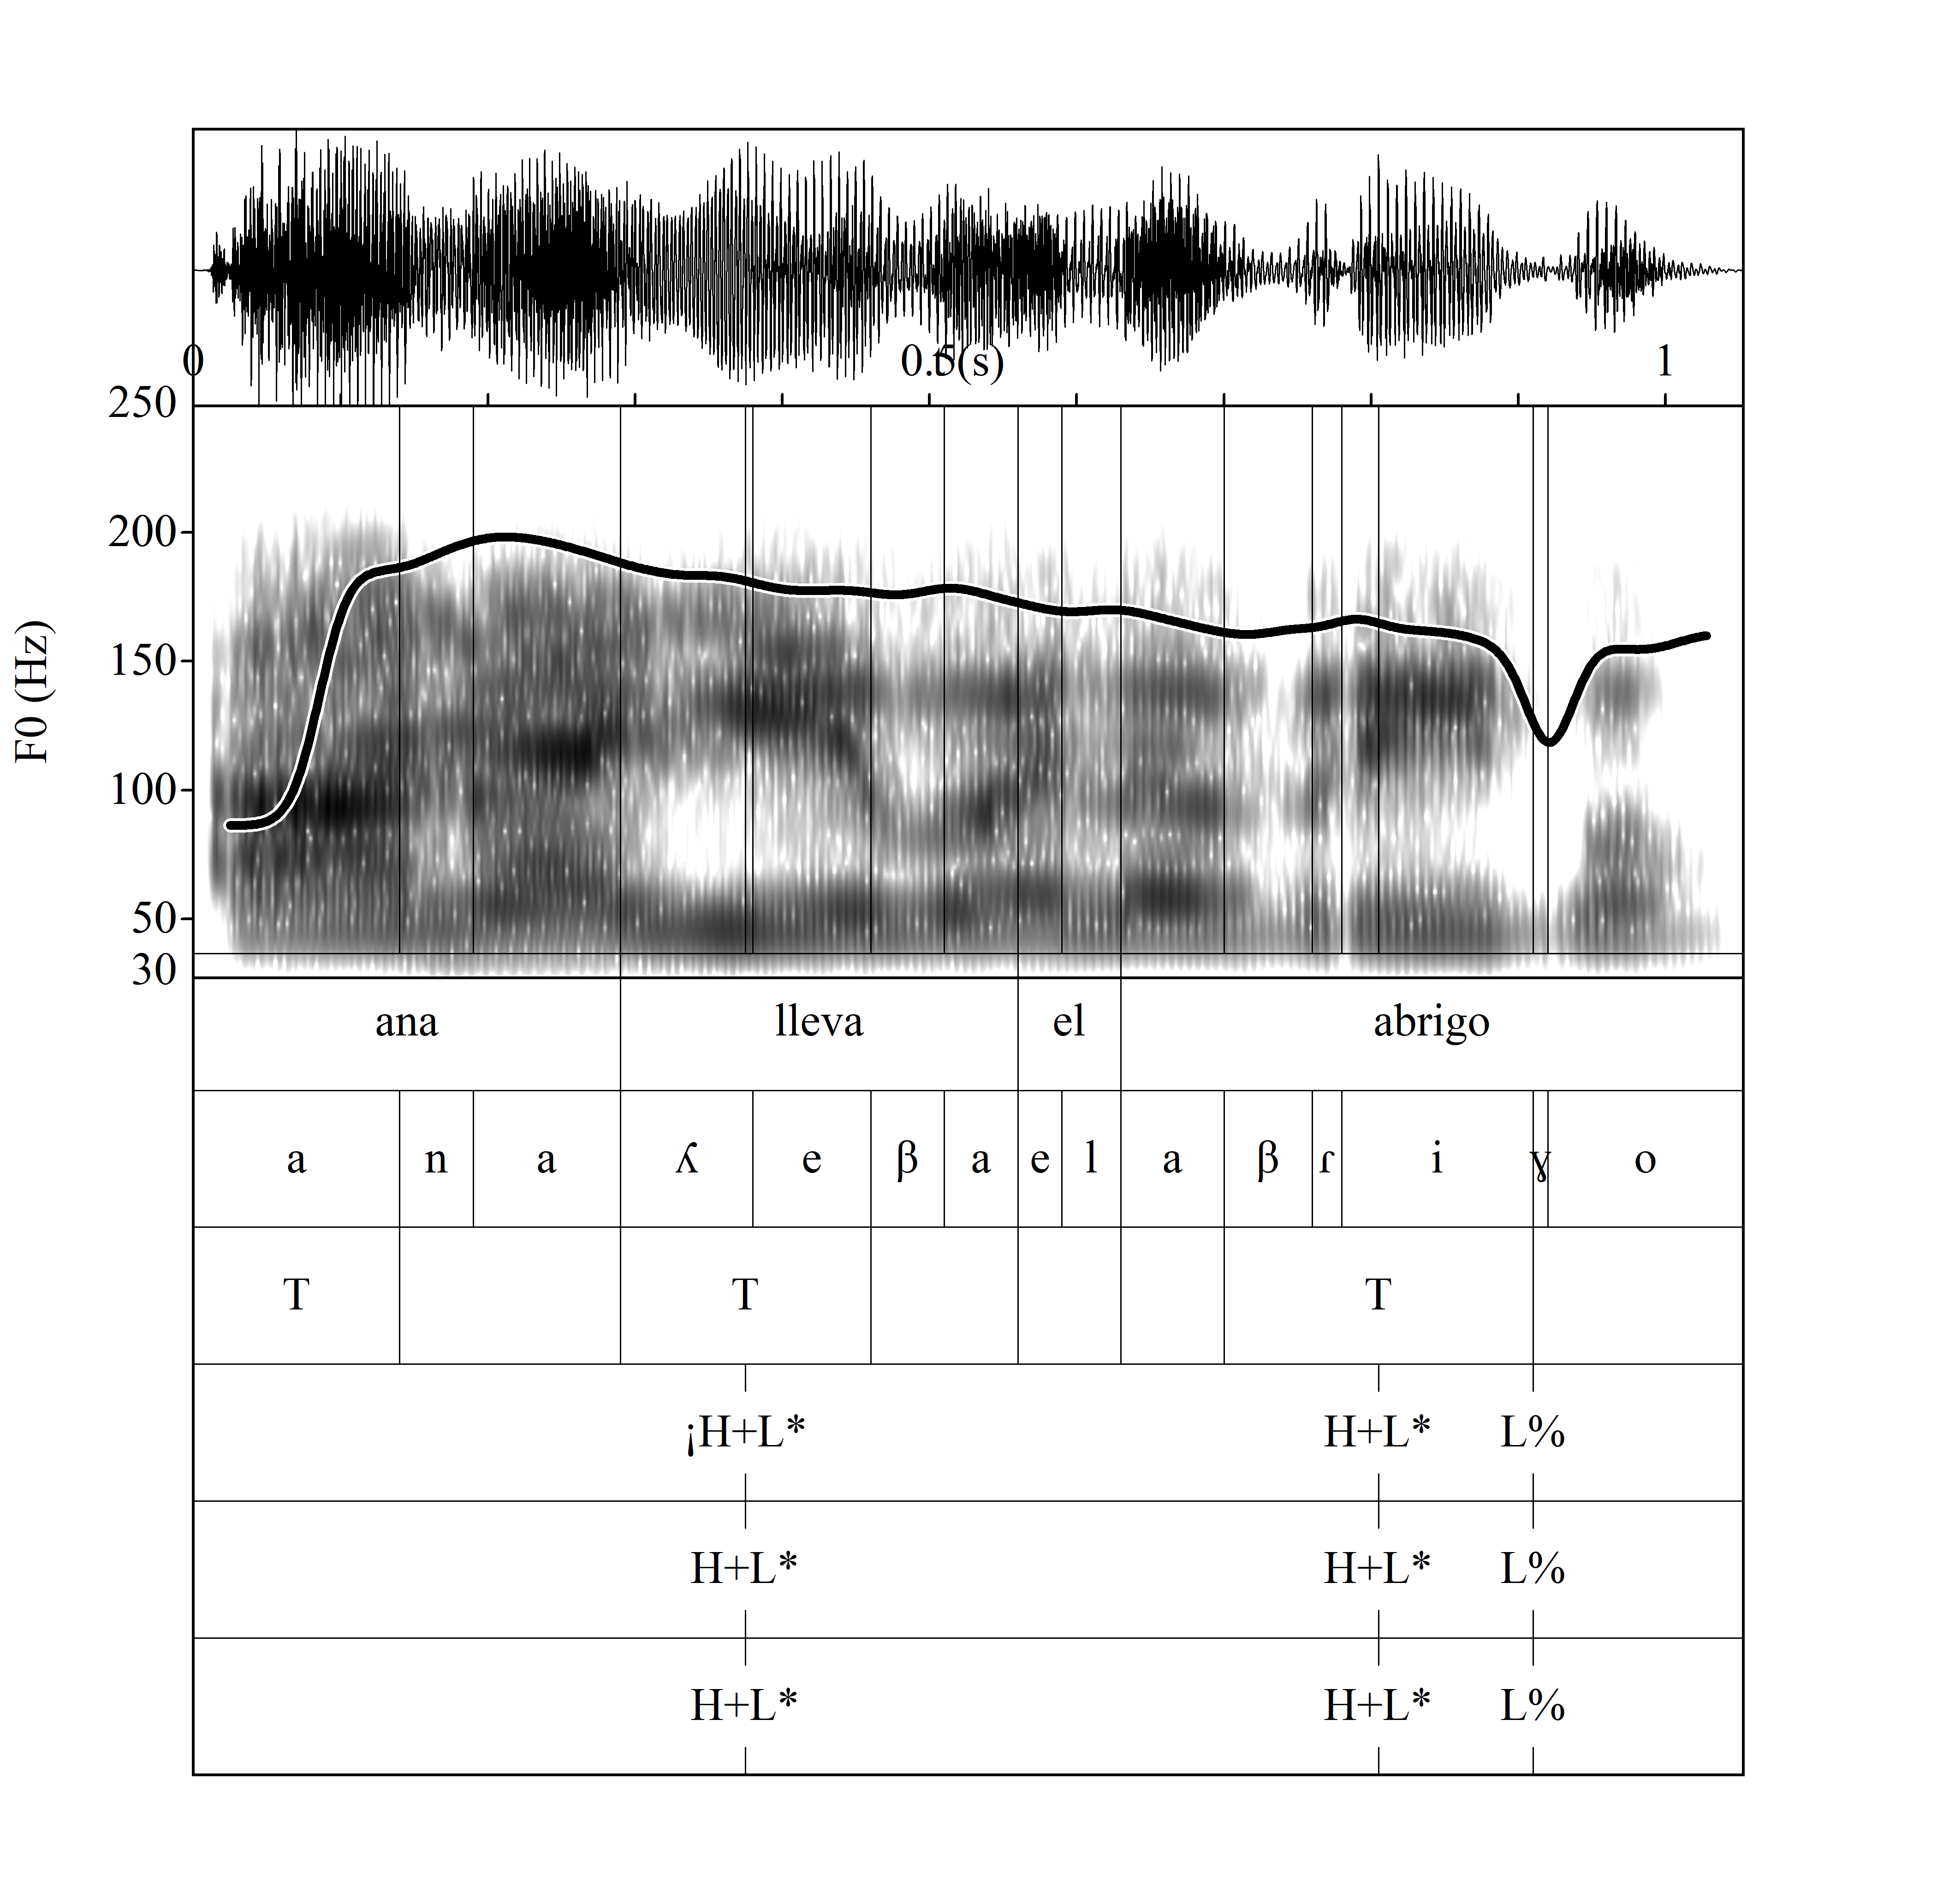 0 0.5 t(s) 1
250
200
150
100
50
30
F0 (Hz)
ana lleva el abrigo
a n a ʎ e β a e l a β ɾ i ɣ o
T T T
¡H+L* H+L* L%
H+L* H+L* L%
H+L* H+L* L%